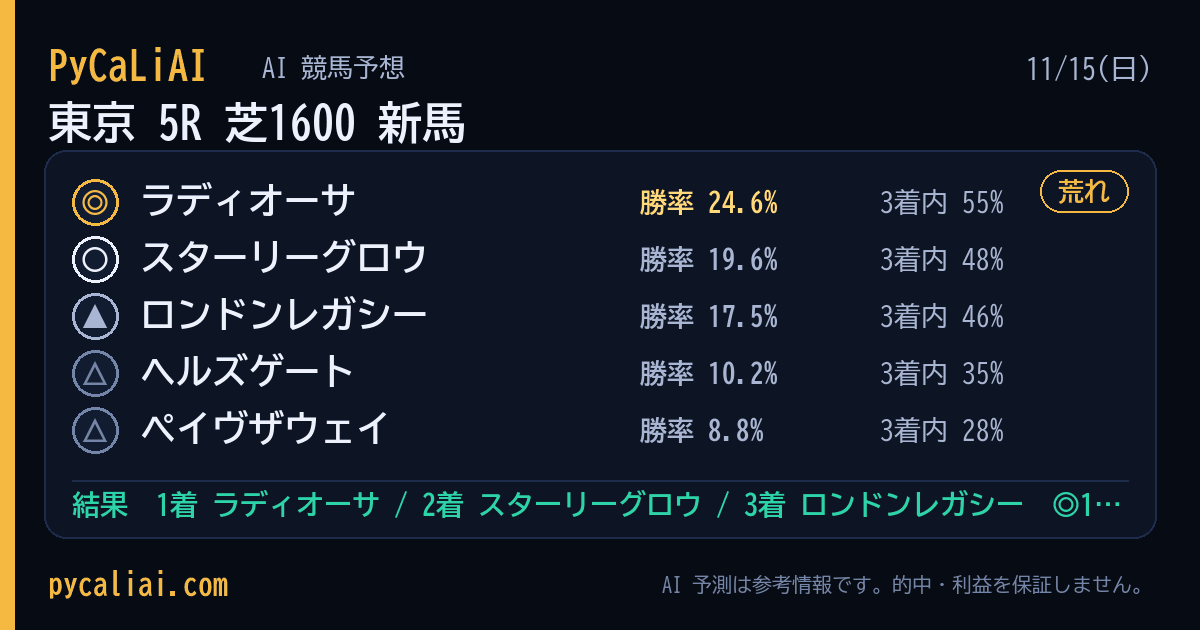 PyCaLiAI AI 競馬予想 11/15(日)
東京 5R 芝1600 新馬
◎ ラディオーサ 勝率 24.6% 3着内 55% 荒れ
○ スターリーグロウ 勝率 19.6% 3着内 48%
▲ ロンドンレガシー 勝率 17.5% 3着内 46%
△ ヘルズゲート 勝率 10.2% 3着内 35%
△ ペイヴザウェイ 勝率 8.8% 3着内 28%
結果 1着 ラディオーサ / 2着 スターリーグロウ / 3着 ロンドンレガシー ◎1…
pycaliai.com AI 予測は参考情報です。的中・利益を保証しません。